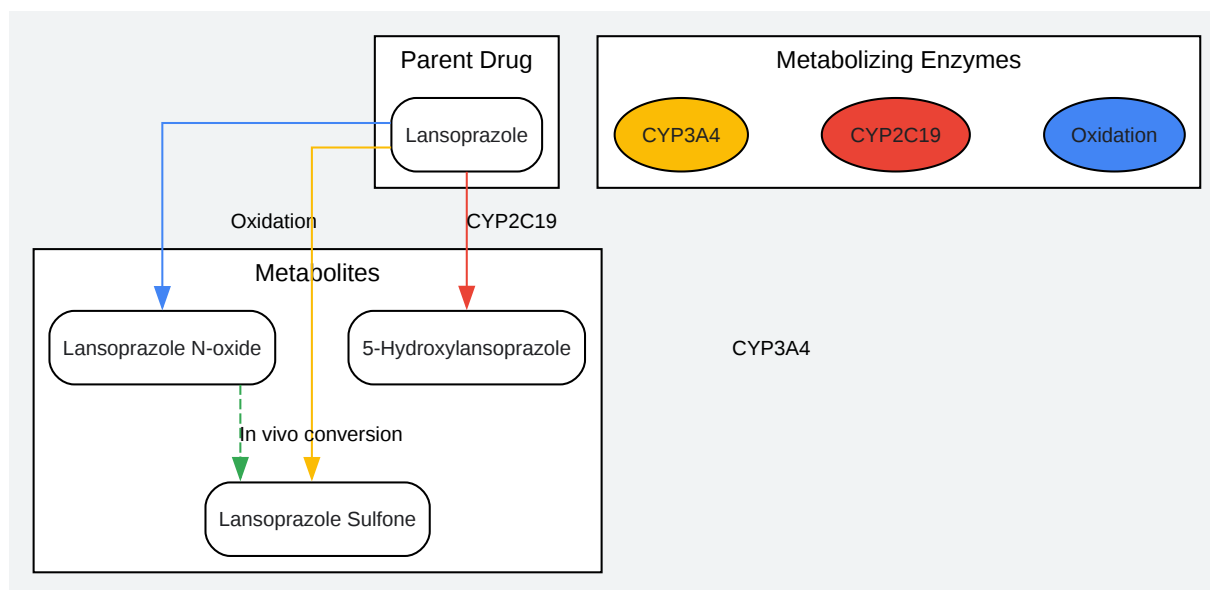 Parent Drug
Lansoprazole
Metabolizing Enzymes
CYP3A4
CYP2C19
Oxidation
Oxidation
CYP2C19
Metabolites
Lansoprazole N-oxide
5-Hydroxylansoprazole
CYP3A4
In vivo conversion
Lansoprazole Sulfone